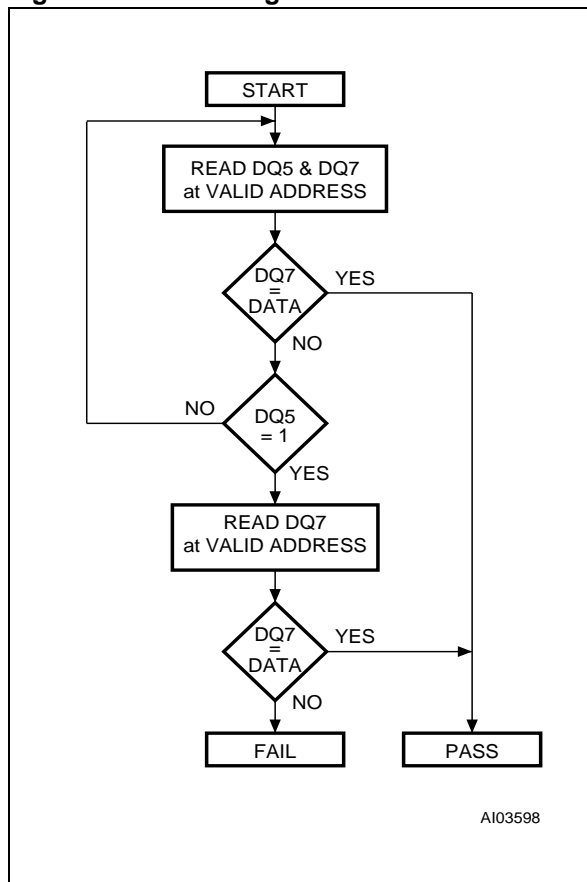 START
READ DQ5 & DQ7
at VALID ADDRESS
DQ7
=
DATA
YES
NO
DQ5
= 1
NO
YES
READ DQ7
at VALID ADDRESS
DQ7
=
DATA
YES
NO
FAIL
PASS
AI03598